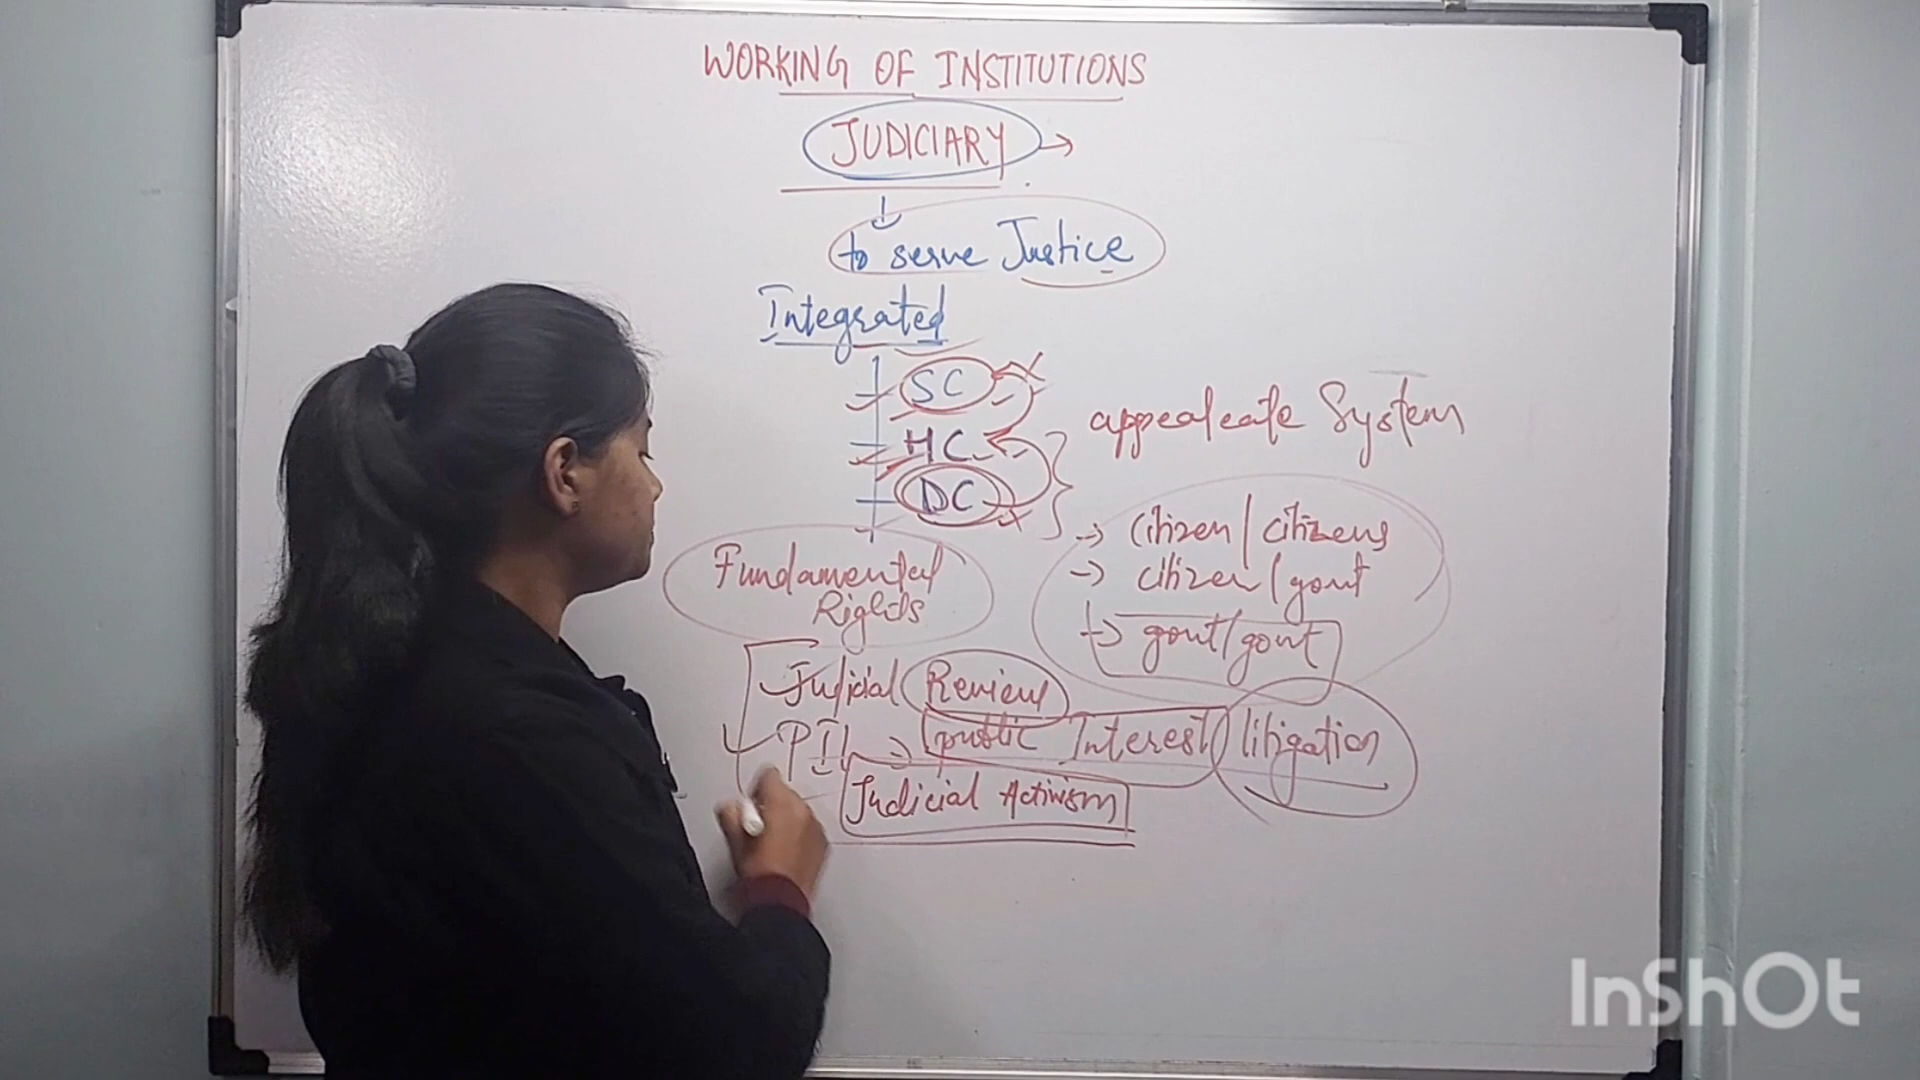 WORKING OF INSTITUTIONS
JUDICIARY →
to serve Justice
Integrated
SC
HC
DC
appealeate System
→ citizen / citizens
→ citizen / govt
→ govt / govt
Fundamental
Rights
Judicial Review
PIL → public Interest litigation
Judicial Activism
InShOt